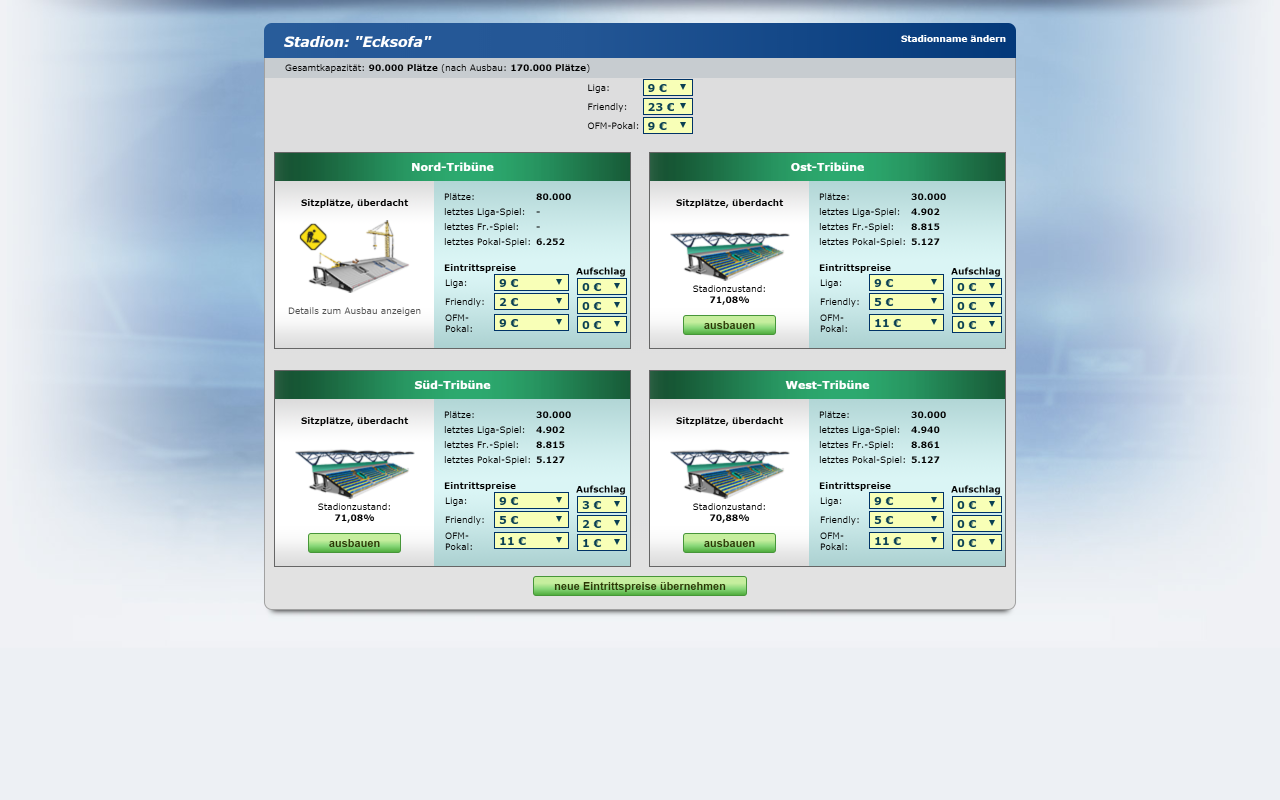 Stadion: "Ecksofa"
Stadionname ändern
Gesamtkapazität: 90.000 Plätze (nach Ausbau: 170.000 Plätze)
Liga: 9 €
Friendly: 23 €
OFM-Pokal: 9 €
Nord-Tribüne
Sitzplätze, überdacht
Details zum Ausbau anzeigen
Plätze: 80.000
letztes Liga-Spiel: -
letztes Fr.-Spiel: -
letztes Pokal-Spiel: 6.252
Eintrittspreise Aufschlag
Liga: 9 € 0 €
Friendly: 2 € 0 €
OFM-
Pokal: 9 € 0 €
Ost-Tribüne
Sitzplätze, überdacht
Stadionzustand:
71,08%
ausbauen
Plätze: 30.000
letztes Liga-Spiel: 4.902
letztes Fr.-Spiel: 8.815
letztes Pokal-Spiel: 5.127
Eintrittspreise Aufschlag
Liga: 9 € 0 €
Friendly: 5 € 0 €
OFM-
Pokal: 11 € 0 €
Süd-Tribüne
Sitzplätze, überdacht
Stadionzustand:
71,08%
ausbauen
Plätze: 30.000
letztes Liga-Spiel: 4.902
letztes Fr.-Spiel: 8.815
letztes Pokal-Spiel: 5.127
Eintrittspreise Aufschlag
Liga: 9 € 3 €
Friendly: 5 € 2 €
OFM-
Pokal: 11 € 1 €
West-Tribüne
Sitzplätze, überdacht
Stadionzustand:
70,88%
ausbauen
Plätze: 30.000
letztes Liga-Spiel: 4.940
letztes Fr.-Spiel: 8.861
letztes Pokal-Spiel: 5.127
Eintrittspreise Aufschlag
Liga: 9 € 0 €
Friendly: 5 € 0 €
OFM-
Pokal: 11 € 0 €
neue Eintrittspreise übernehmen